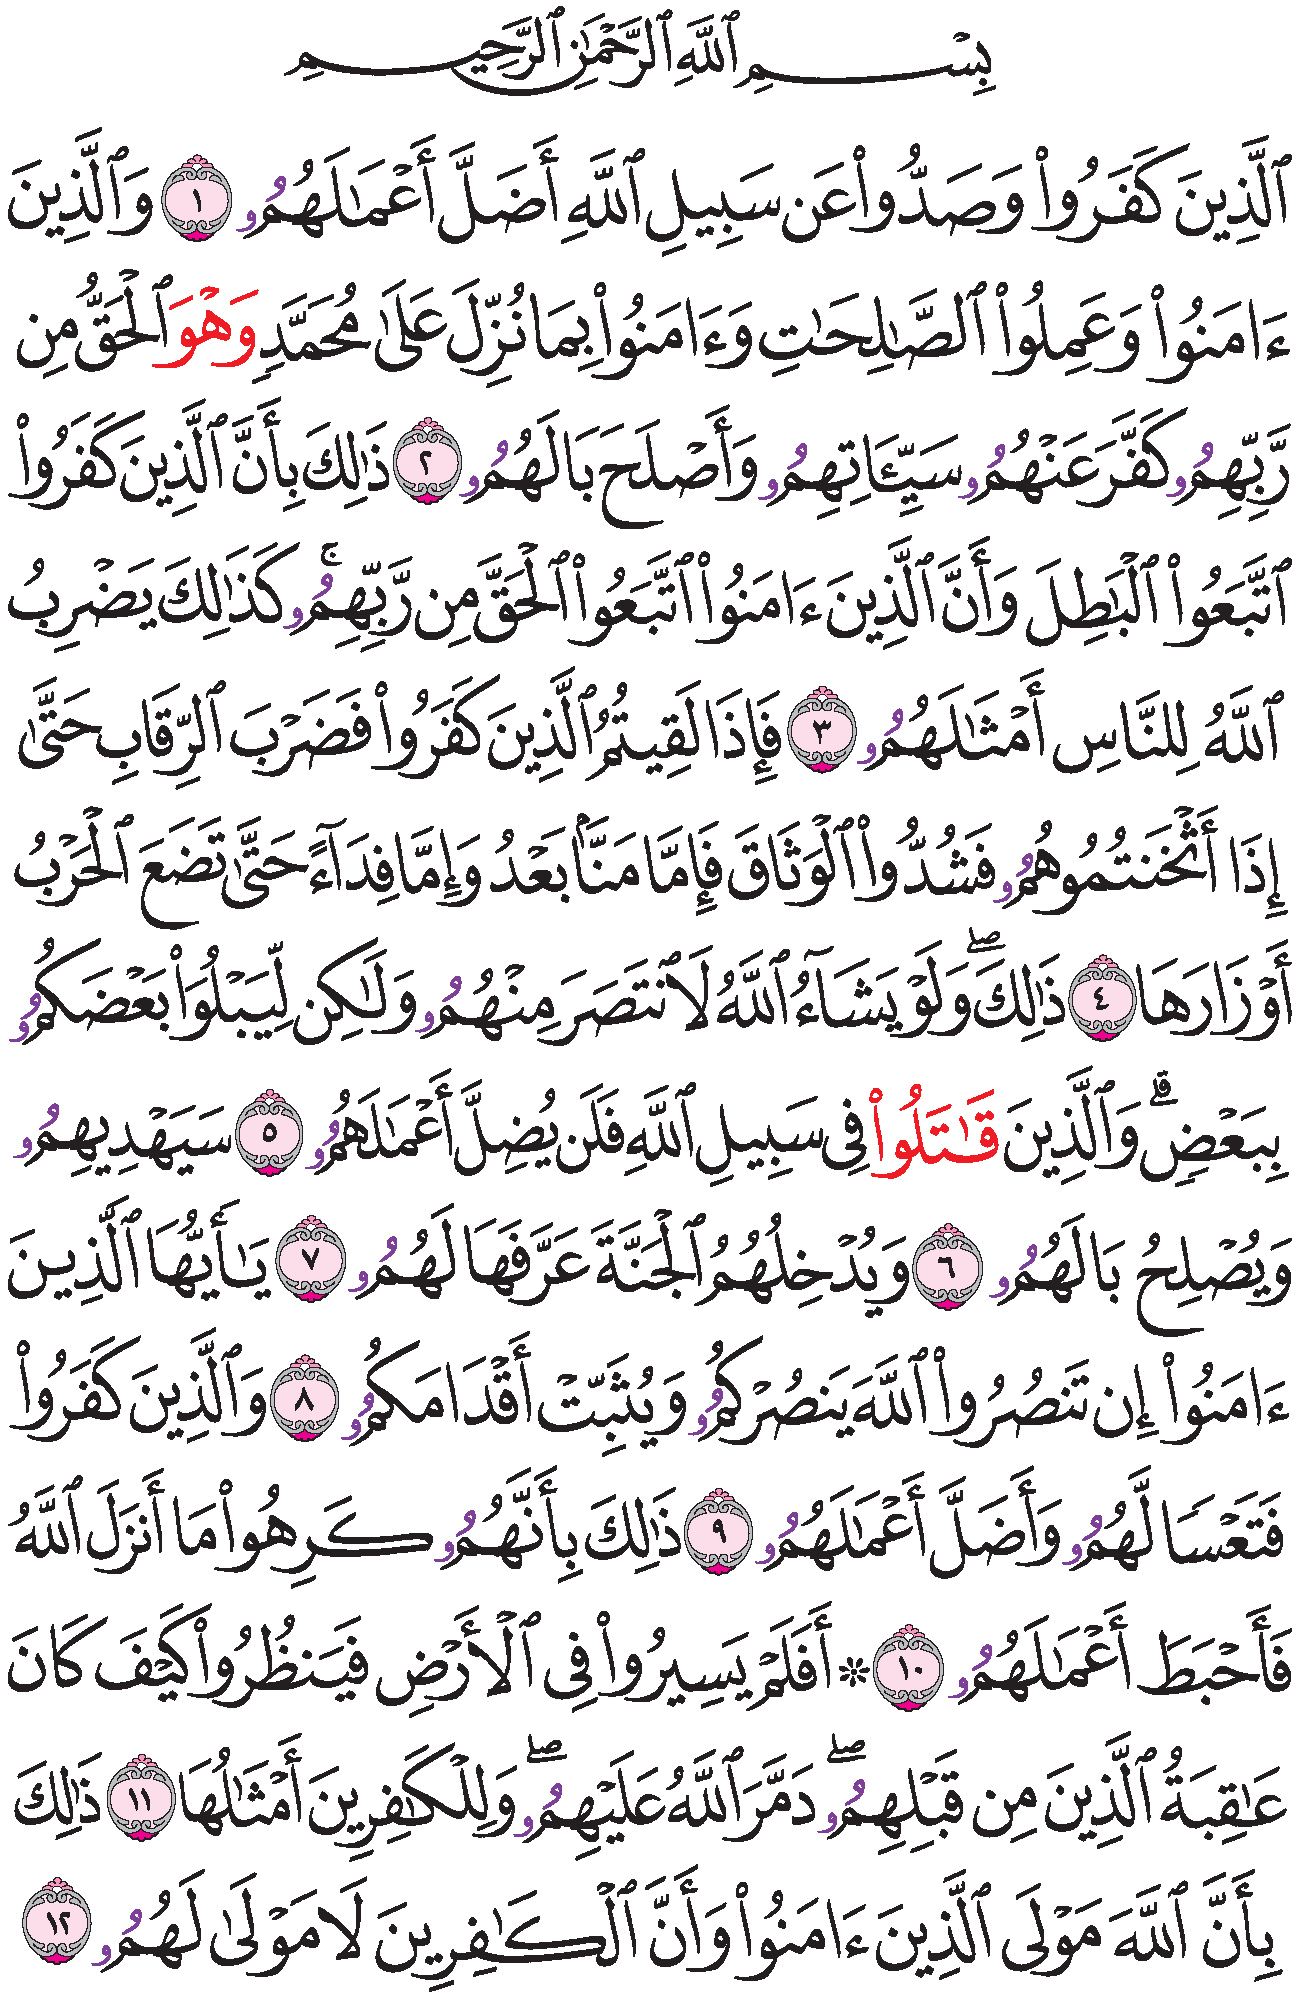 بِسْمِ ٱللَّهِ ٱلرَّحْمَٰنِ ٱلرَّحِيمِ
ٱلَّذِينَ كَفَرُوا۟ وَصَدُّوا۟ عَن سَبِيلِ ٱللَّهِ أَضَلَّ أَعْمَٰلَهُمُۥ ١ وَٱلَّذِينَ
ءَامَنُوا۟ وَعَمِلُوا۟ ٱلصَّٰلِحَٰتِ وَءَامَنُوا۟ بِمَا نُزِّلَ عَلَىٰ مُحَمَّدٍ وَهْوَ ٱلْحَقُّ مِن
رَّبِّهِمُۥ كَفَّرَ عَنْهُمُۥ سَيِّـَٔاتِهِمُۥ وَأَصْلَحَ بَالَهُمُۥ ٢ ذَٰلِكَ بِأَنَّ ٱلَّذِينَ كَفَرُوا۟
ٱتَّبَعُوا۟ ٱلْبَٰطِلَ وَأَنَّ ٱلَّذِينَ ءَامَنُوا۟ ٱتَّبَعُوا۟ ٱلْحَقَّ مِن رَّبِّهِمُۥۚ كَذَٰلِكَ يَضْرِبُ
ٱللَّهُ لِلنَّاسِ أَمْثَٰلَهُمُۥ ٣ فَإِذَا لَقِيتُمُ ٱلَّذِينَ كَفَرُوا۟ فَضَرْبَ ٱلرِّقَابِ حَتَّىٰ
إِذَا أَثْخَنتُمُوهُمُۥ فَشُدُّوا۟ ٱلْوَثَاقَ فَإِمَّا مَنَّۢا بَعْدُ وَإِمَّا فِدَآءً حَتَّىٰ تَضَعَ ٱلْحَرْبُ
أَوْزَارَهَا ٤ ذَٰلِكَۖ وَلَوْ يَشَآءُ ٱللَّهُ لَٱنتَصَرَ مِنْهُمُۥ وَلَٰكِن لِّيَبْلُوَا۟ بَعْضَكُمُۥ
بِبَعْضٍۗ وَٱلَّذِينَ قَٰتَلُوا۟ فِى سَبِيلِ ٱللَّهِ فَلَن يُضِلَّ أَعْمَٰلَهُمُۥ ٥ سَيَهْدِيهِمُۥ
وَيُصْلِحُ بَالَهُمُۥ ٦ وَيُدْخِلُهُمُ ٱلْجَنَّةَ عَرَّفَهَا لَهُمُۥ ٧ يَٰأَيُّهَا ٱلَّذِينَ
ءَامَنُوا۟ إِن تَنصُرُوا۟ ٱللَّهَ يَنصُرْكُمُۥ وَيُثَبِّتْ أَقْدَامَكُمُۥ ٨ وَٱلَّذِينَ كَفَرُوا۟
فَتَعْسًا لَّهُمُۥ وَأَضَلَّ أَعْمَٰلَهُمُۥ ٩ ذَٰلِكَ بِأَنَّهُمُۥ كَرِهُوا۟ مَا أَنزَلَ ٱللَّهُ
فَأَحْبَطَ أَعْمَٰلَهُمُۥ ١٠ ۞ أَفَلَمْ يَسِيرُوا۟ فِى ٱلْأَرْضِ فَيَنظُرُوا۟ كَيْفَ كَانَ
عَٰقِبَةُ ٱلَّذِينَ مِن قَبْلِهِمُۥۖ دَمَّرَ ٱللَّهُ عَلَيْهِمُۥۖ وَلِلْكَٰفِرِينَ أَمْثَٰلُهَا ١١ ذَٰلِكَ
بِأَنَّ ٱللَّهَ مَوْلَى ٱلَّذِينَ ءَامَنُوا۟ وَأَنَّ ٱلْكَٰفِرِينَ لَا مَوْلَىٰ لَهُمُۥ ١٢